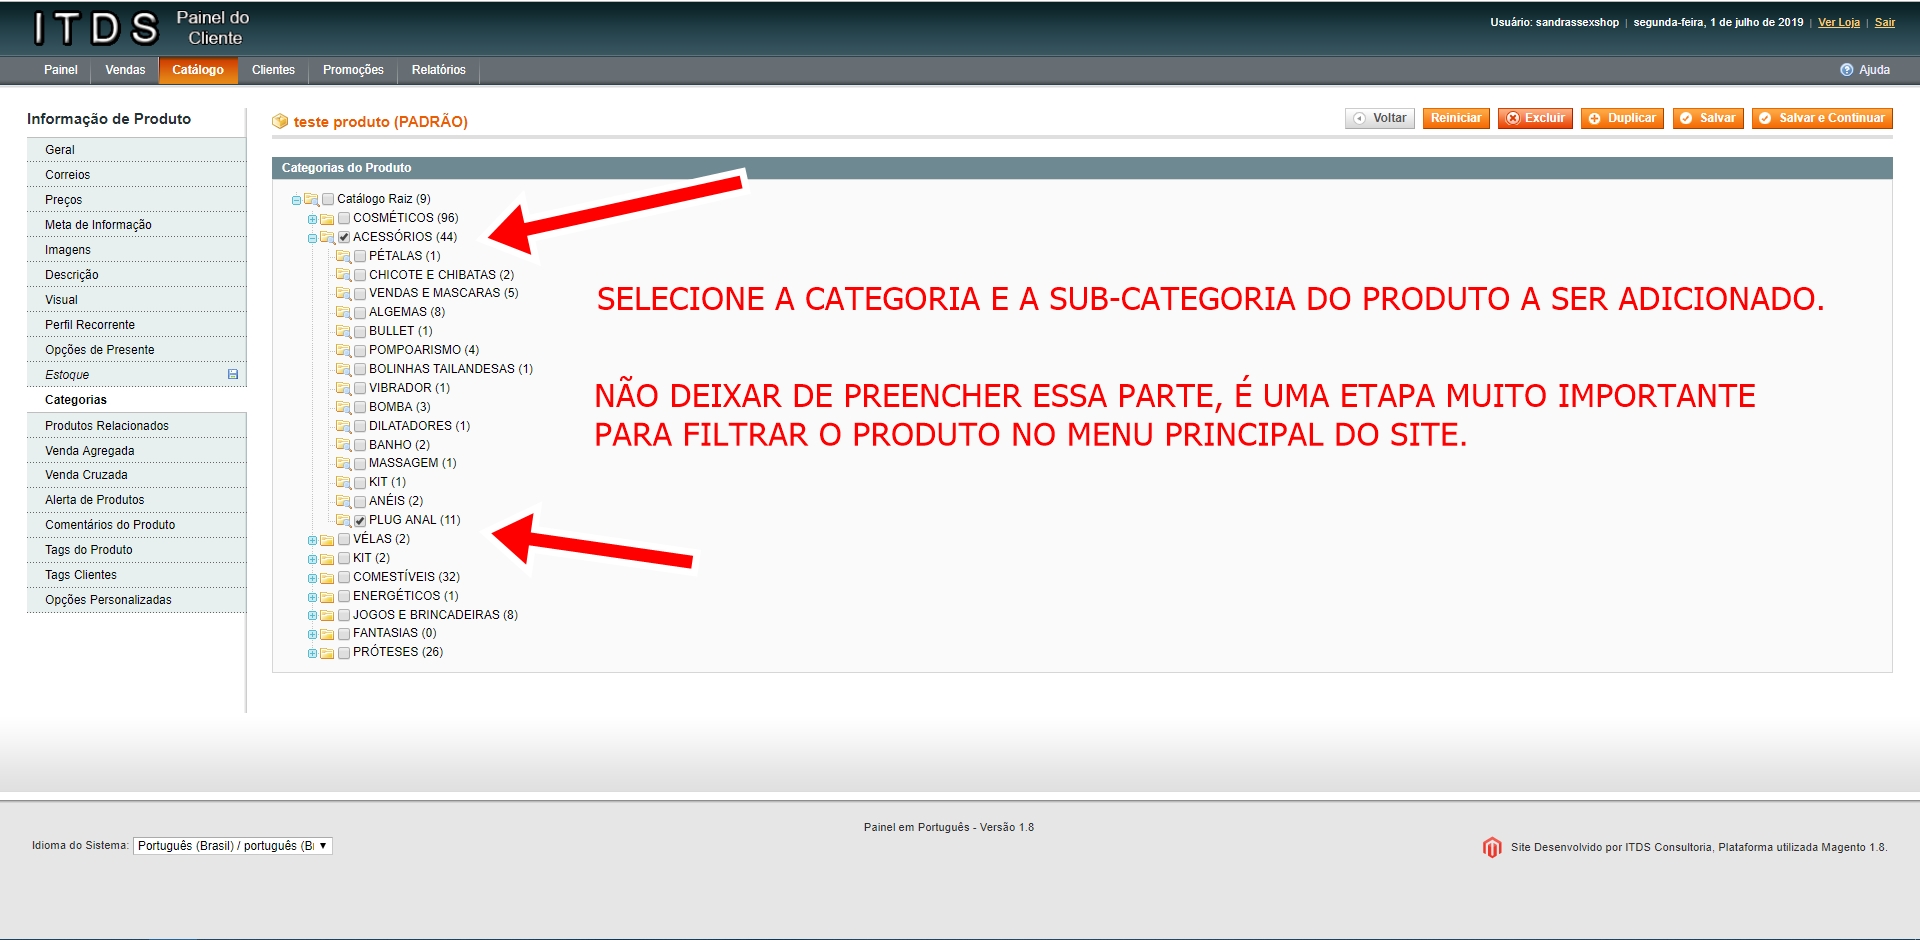 ITDS Painel do Cliente
Usuário: sandrassexshop | segunda-feira, 1 de julho de 2019 | Ver Loja | Sair
Painel Vendas Catálogo Clientes Promoções Relatórios
Ajuda
Informação de Produto
Geral
Correios
Preços
Meta de Informação
Imagens
Descrição
Visual
Perfil Recorrente
Opções de Presente
Estoque
Categorias
Produtos Relacionados
Venda Agregada
Venda Cruzada
Alerta de Produtos
Comentários do Produto
Tags do Produto
Tags Clientes
Opções Personalizadas
teste produto (PADRÃO)
Voltar Reiniciar Excluir Duplicar Salvar Salvar e Continuar
Categorias do Produto
Catálogo Raiz (9)
COSMÉTICOS (96)
ACESSÓRIOS (44)
PÉTALAS (1)
CHICOTE E CHIBATAS (2)
VENDAS E MASCARAS (5)
ALGEMAS (8)
BULLET (1)
POMPOARISMO (4)
BOLINHAS TAILANDESAS (1)
VIBRADOR (1)
BOMBA (3)
DILATADORES (1)
BANHO (2)
MASSAGEM (1)
KIT (1)
ANÉIS (2)
PLUG ANAL (11)
VÉLAS (2)
KIT (2)
COMESTÍVEIS (32)
ENERGÉTICOS (1)
JOGOS E BRINCADEIRAS (8)
FANTASIAS (0)
PRÓTESES (26)
SELECIONE A CATEGORIA E A SUB-CATEGORIA DO PRODUTO A SER ADICIONADO.
NÃO DEIXAR DE PREENCHER ESSA PARTE, É UMA ETAPA MUITO IMPORTANTE
PARA FILTRAR O PRODUTO NO MENU PRINCIPAL DO SITE.
Painel em Português - Versão 1.8
Idioma do Sistema: Português (Brasil) / português (B
Site Desenvolvido por ITDS Consultoria, Plataforma utilizada Magento 1.8.